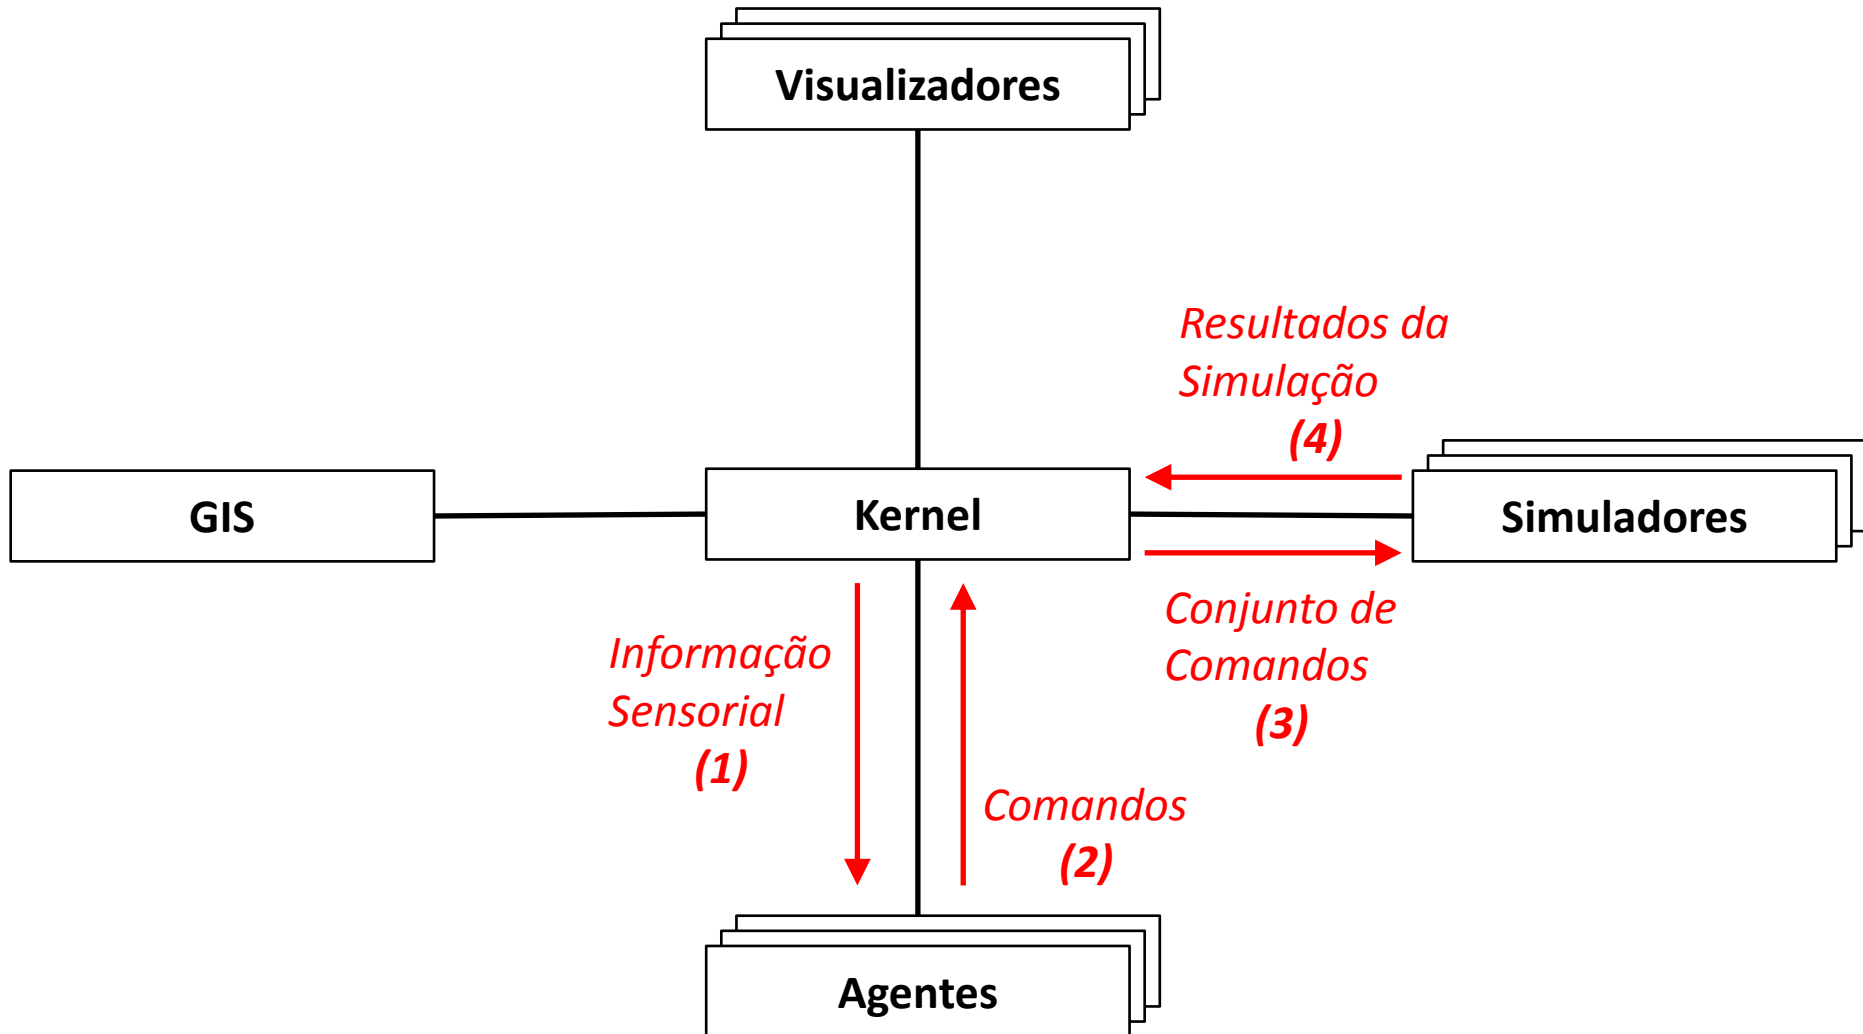 Visualizadores
Resultados da
Simulação
(4)
GIS
Kernel
Simuladores
Informação
Sensorial
(1)
Conjunto de
Comandos
(3)
Comandos
(2)
Agentes